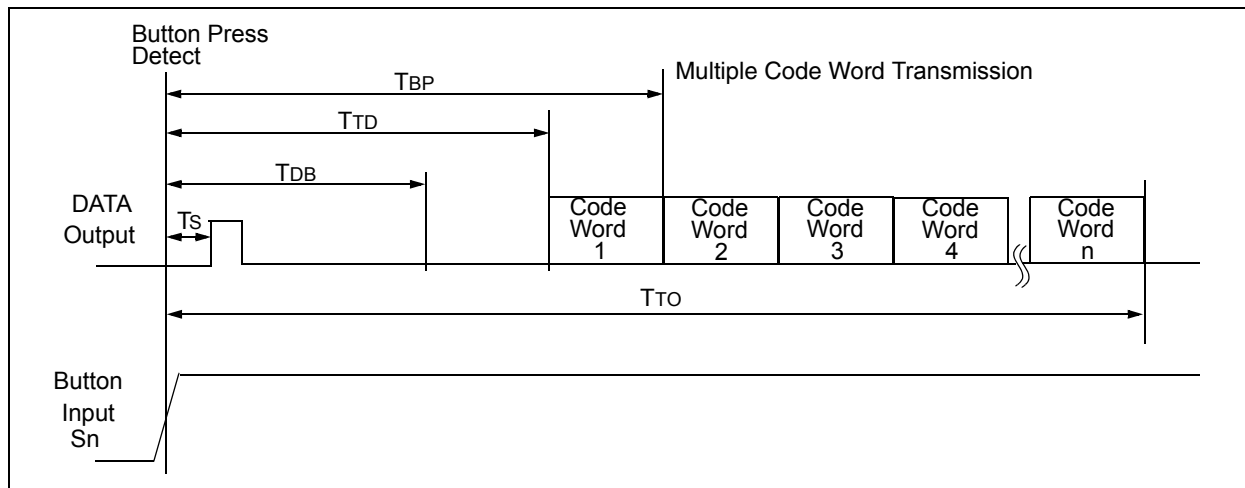 Button Press
Detect
TBP
Multiple Code Word Transmission
TTD
TDB
DATA
Output
TS
Code
Word
1
Code
Word
2
Code
Word
3
Code
Word
4
Code
Word
n
TTO
Button
Input
Sn